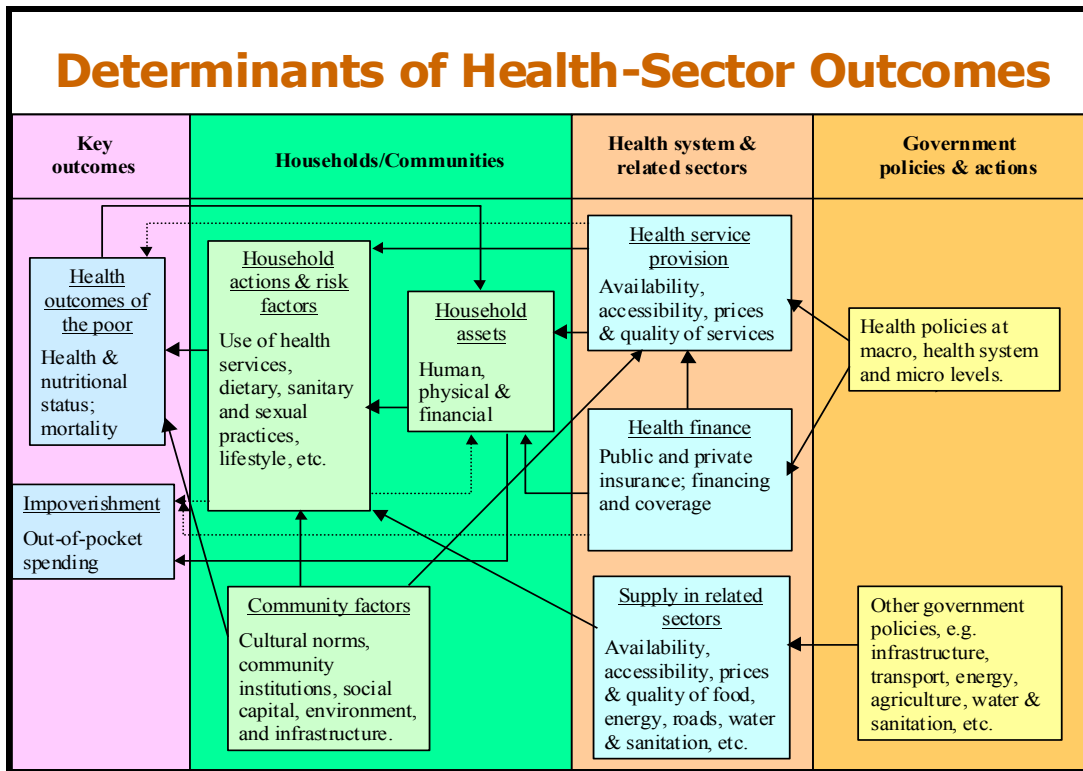 Determinants of Health-Sector Outcomes
Key
outcomes
Households/Communities
Health system &
related sectors
Government
policies & actions
Health
outcomes of
the poor
Health &
nutritional
status;
mortality
Impoverishment
Out-of-pocket
spending
Household
actions & risk
factors
Use of health
services,
dietary, sanitary
and sexual
practices,
lifestyle, etc.
Household
assets
Human,
physical &
financial
Community factors
Cultural norms,
community
institutions, social
capital, environment,
and infrastructure.
Health service
provision
Availability,
accessibility, prices
& quality of services
Health finance
Public and private
insurance; financing
and coverage
Supply in related
sectors
Availability,
accessibility, prices
& quality of food,
energy, roads, water
& sanitation, etc.
Health policies at
macro, health system
and micro levels.
Other government
policies, e.g.
infrastructure,
transport, energy,
agriculture, water &
sanitation, etc.